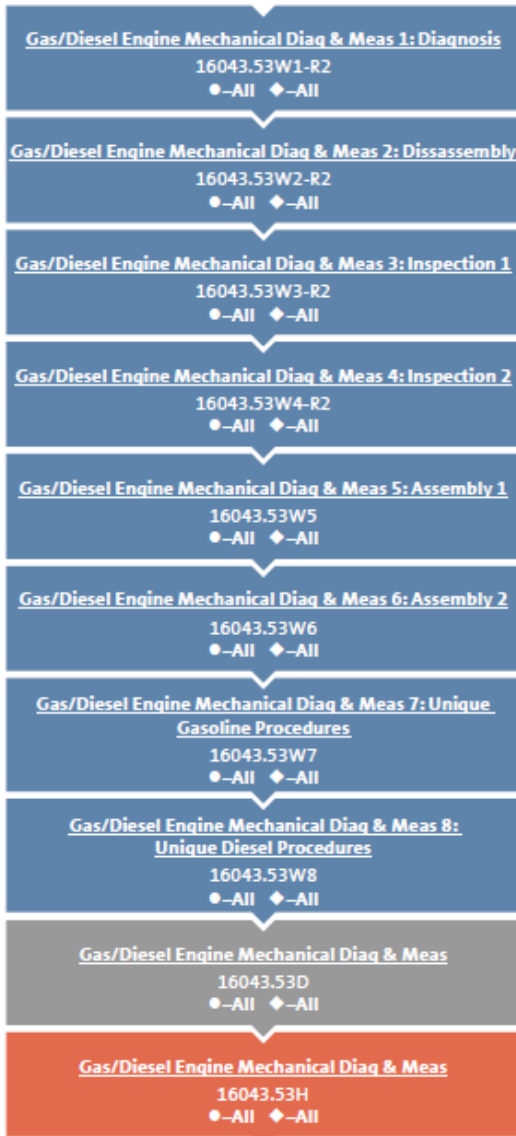 Gas/Diesel Engine Mechanical Diag & Meas 1: Diagnosis
16043.53W1-R2
●–All ◆–All
Gas/Diesel Engine Mechanical Diag & Meas 2: Dissassembly
16043.53W2-R2
●–All ◆–All
Gas/Diesel Engine Mechanical Diag & Meas 3: Inspection 1
16043.53W3-R2
●–All ◆–All
Gas/Diesel Engine Mechanical Diag & Meas 4: Inspection 2
16043.53W4-R2
●–All ◆–All
Gas/Diesel Engine Mechanical Diag & Meas 5: Assembly 1
16043.53W5
●–All ◆–All
Gas/Diesel Engine Mechanical Diag & Meas 6: Assembly 2
16043.53W6
●–All ◆–All
Gas/Diesel Engine Mechanical Diag & Meas 7: Unique
Gasoline Procedures
16043.53W7
●–All ◆–All
Gas/Diesel Engine Mechanical Diag & Meas 8:
Unique Diesel Procedures
16043.53W8
●–All ◆–All
Gas/Diesel Engine Mechanical Diag & Meas
16043.53D
●–All ◆–All
Gas/Diesel Engine Mechanical Diag & Meas
16043.53H
●–All ◆–All